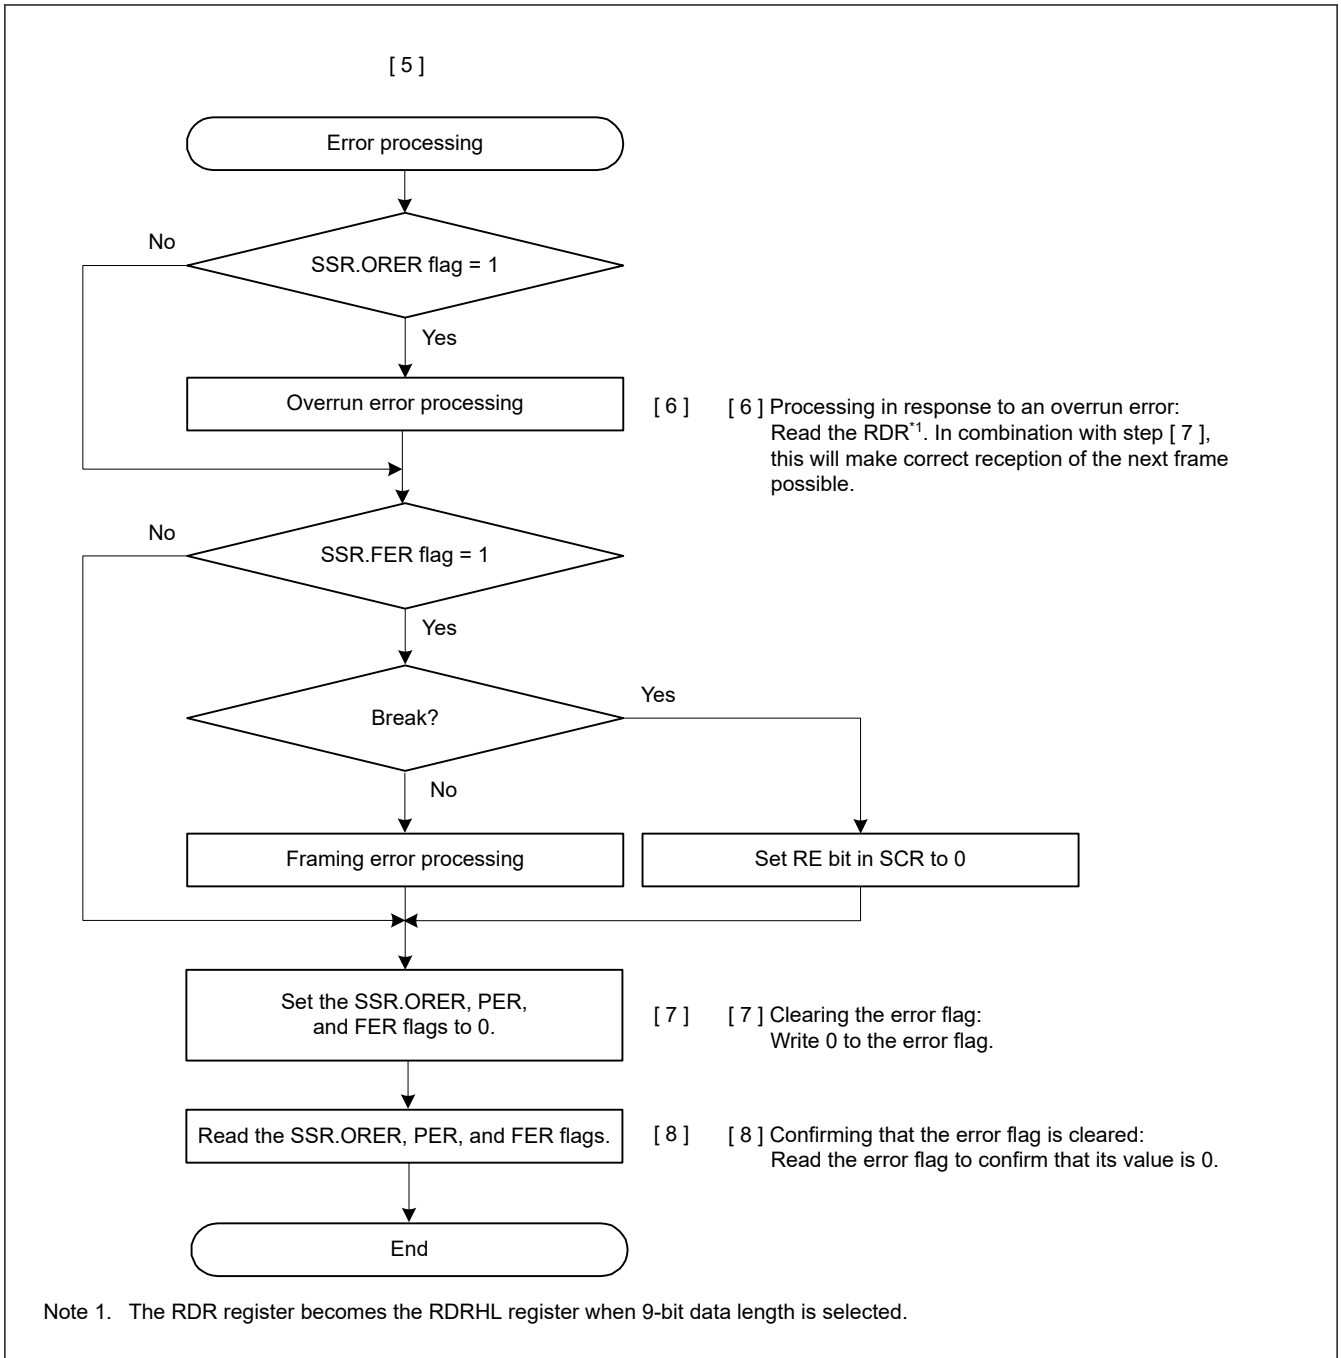 [ 5 ]
Error processing
No
SSR.ORER flag = 1
Yes
Overrun error processing
[ 6 ]
[ 6 ] Processing in response to an overrun error:
Read the RDR*1. In combination with step [ 7 ],
this will make correct reception of the next frame
possible.
No
SSR.FER flag = 1
Yes
Break?
Yes
No
Framing error processing
Set RE bit in SCR to 0
Set the SSR.ORER, PER,
and FER flags to 0.
[ 7 ]
[ 7 ] Clearing the error flag:
Write 0 to the error flag.
Read the SSR.ORER, PER, and FER flags.
[ 8 ]
[ 8 ] Confirming that the error flag is cleared:
Read the error flag to confirm that its value is 0.
End
Note 1. The RDR register becomes the RDRHL register when 9-bit data length is selected.